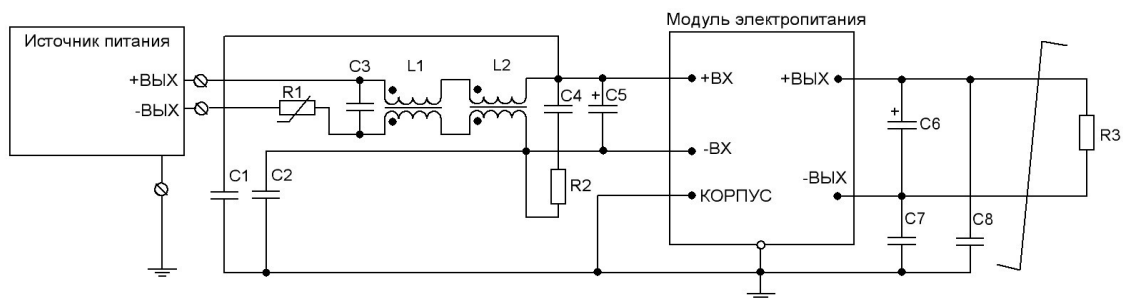 Модуль электропитания
Источник питания
+ВЫХ
-ВЫХ
R1
C3
L1
L2
C4
+
C5
+ВХ
-ВХ
КОРПУС
+ВЫХ
-ВЫХ
+
C6
R3
C1
C2
R2
C7
C8